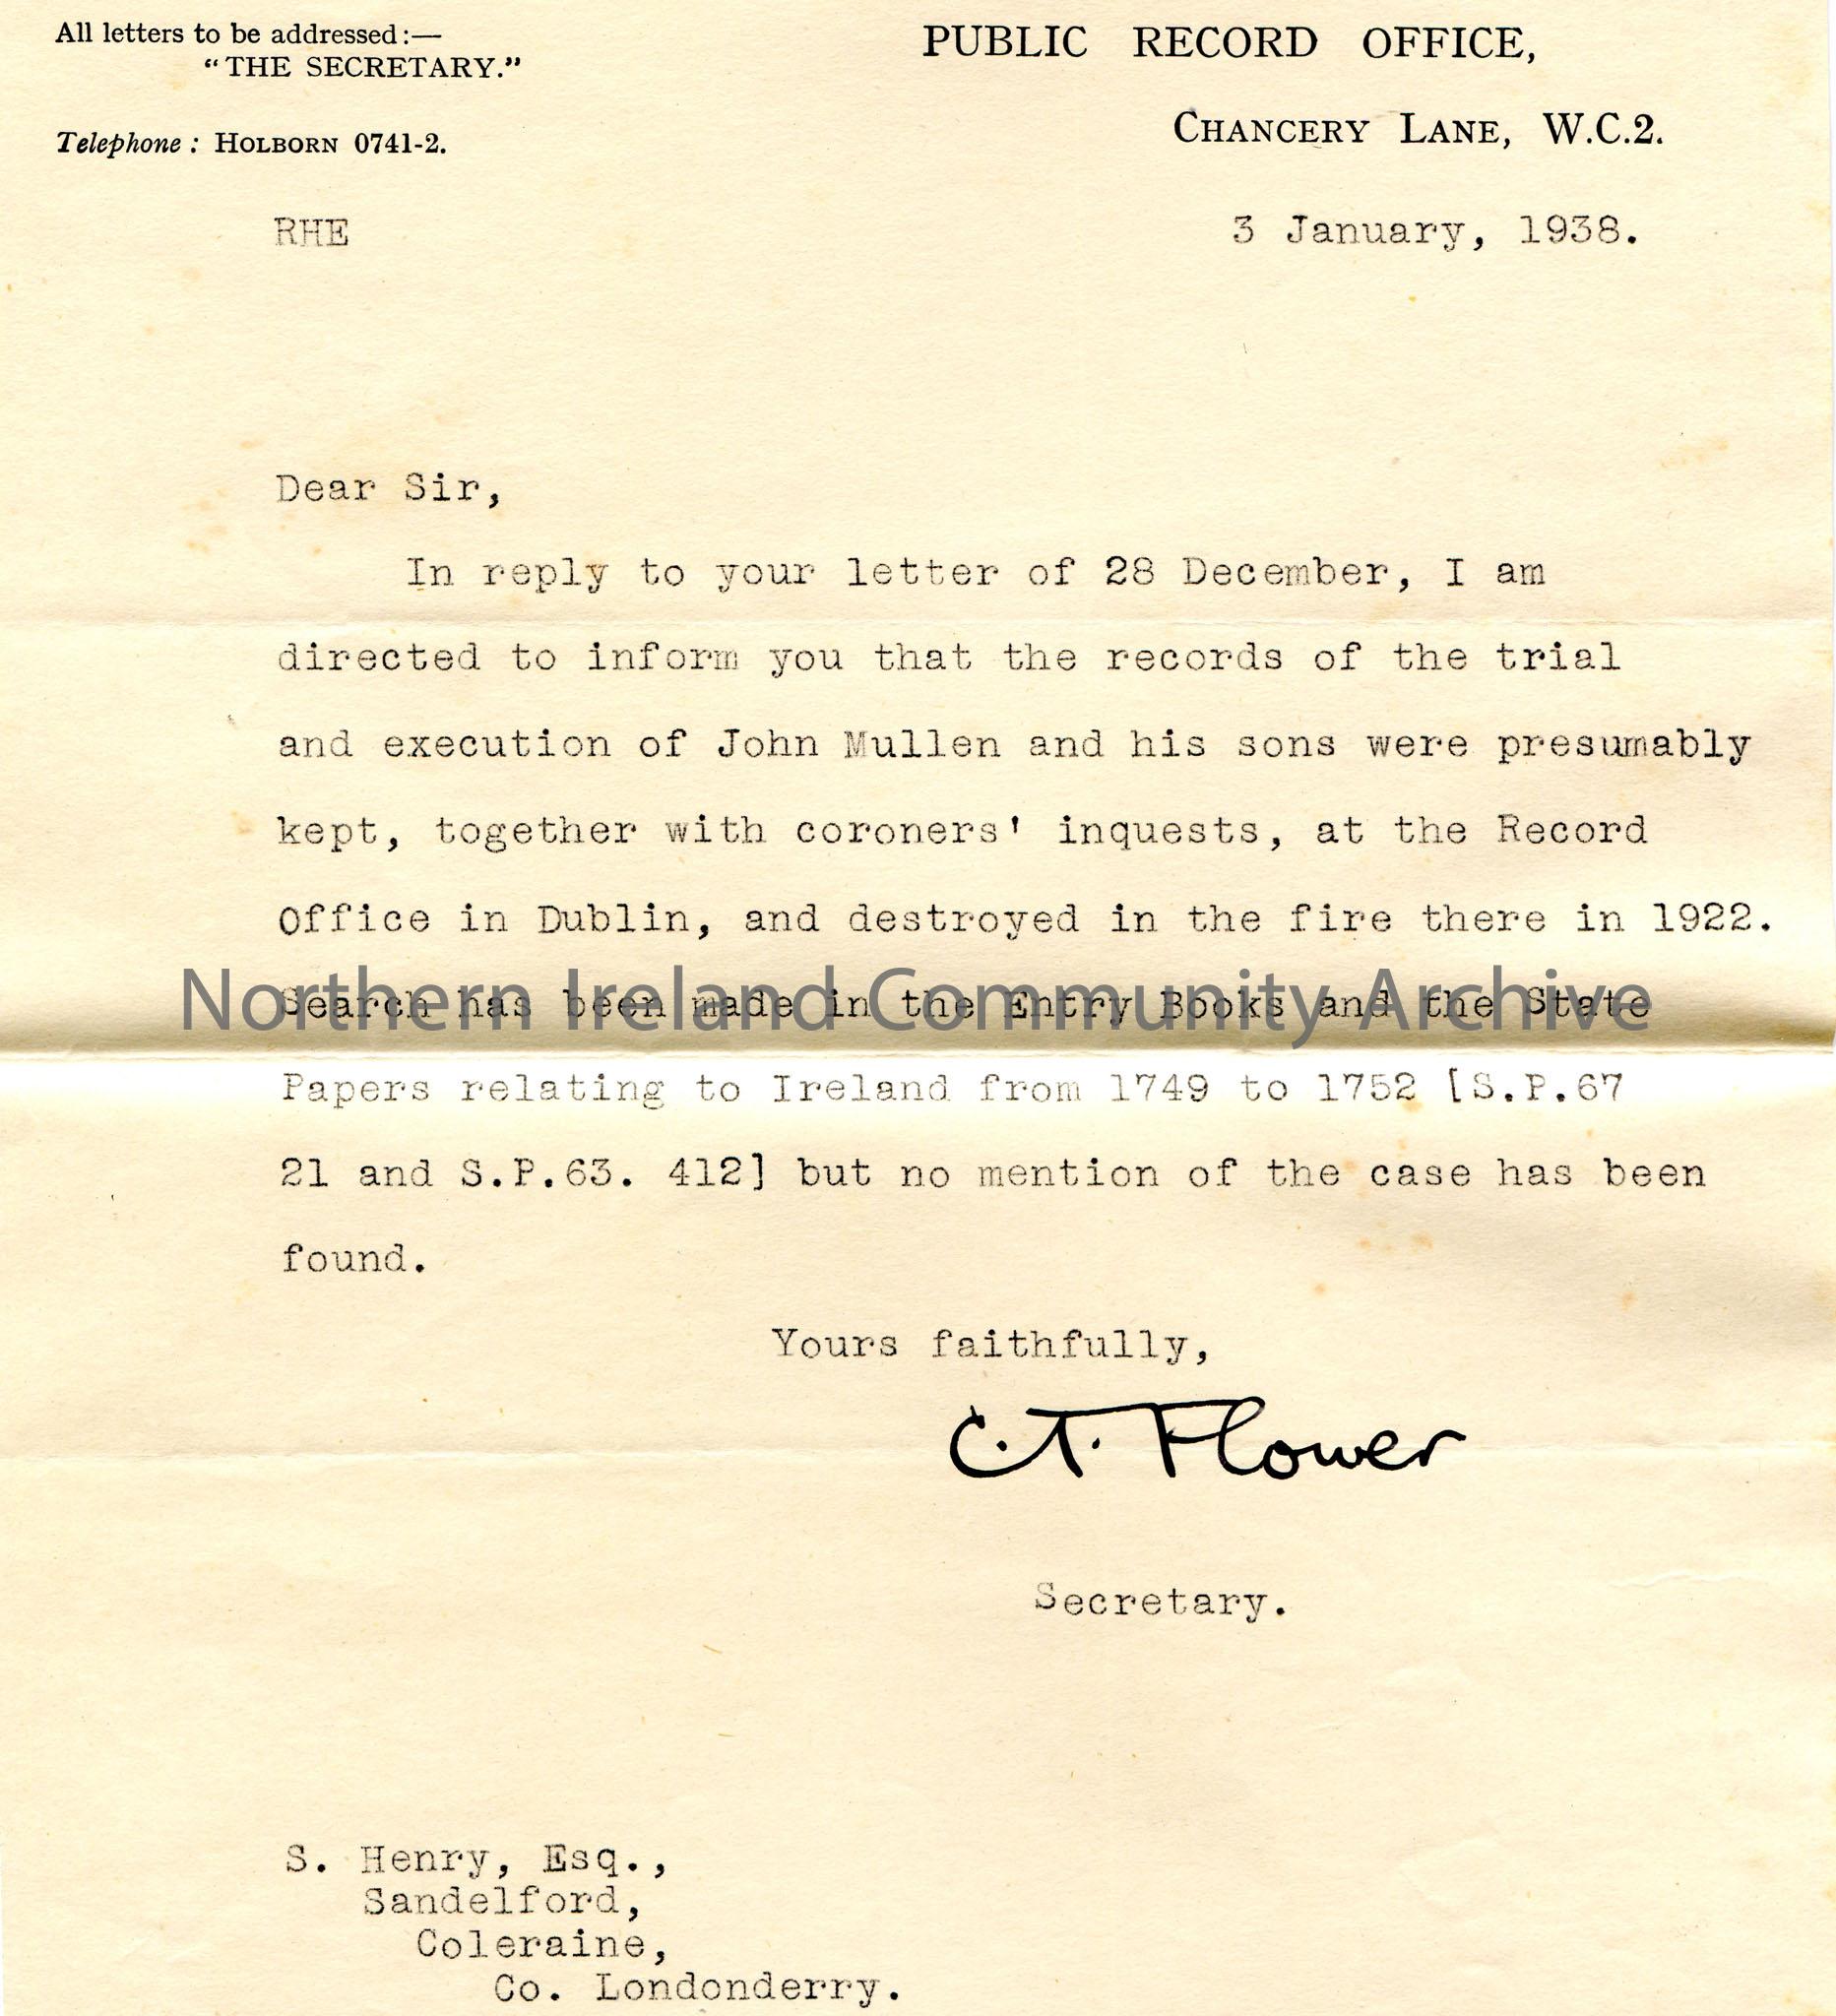 All letters to be addressed:—
"THE SECRETARY."
Telephone : HOLBORN 0741-2.
PUBLIC RECORD OFFICE,
CHANCERY LANE, W.C.2.
RHE
3 January, 1938.
Dear Sir,
In reply to your letter of 28 December, I am
directed to inform you that the records of the trial
and execution of John Mullen and his sons were presumably
kept, together with coroners' inquests, at the Record
Office in Dublin, and destroyed in the fire there in 1922.
Search has been made in the Entry Books and the State
Northern Ireland Community Archive
Papers relating to Ireland from 1749 to 1752 [S.P.67
21 and S.P.63. 412] but no mention of the case has been
found.
Yours faithfully,
C.T. Flower
Secretary.
S. Henry, Esq.,
Sandelford,
Coleraine,
Co. Londonderry.